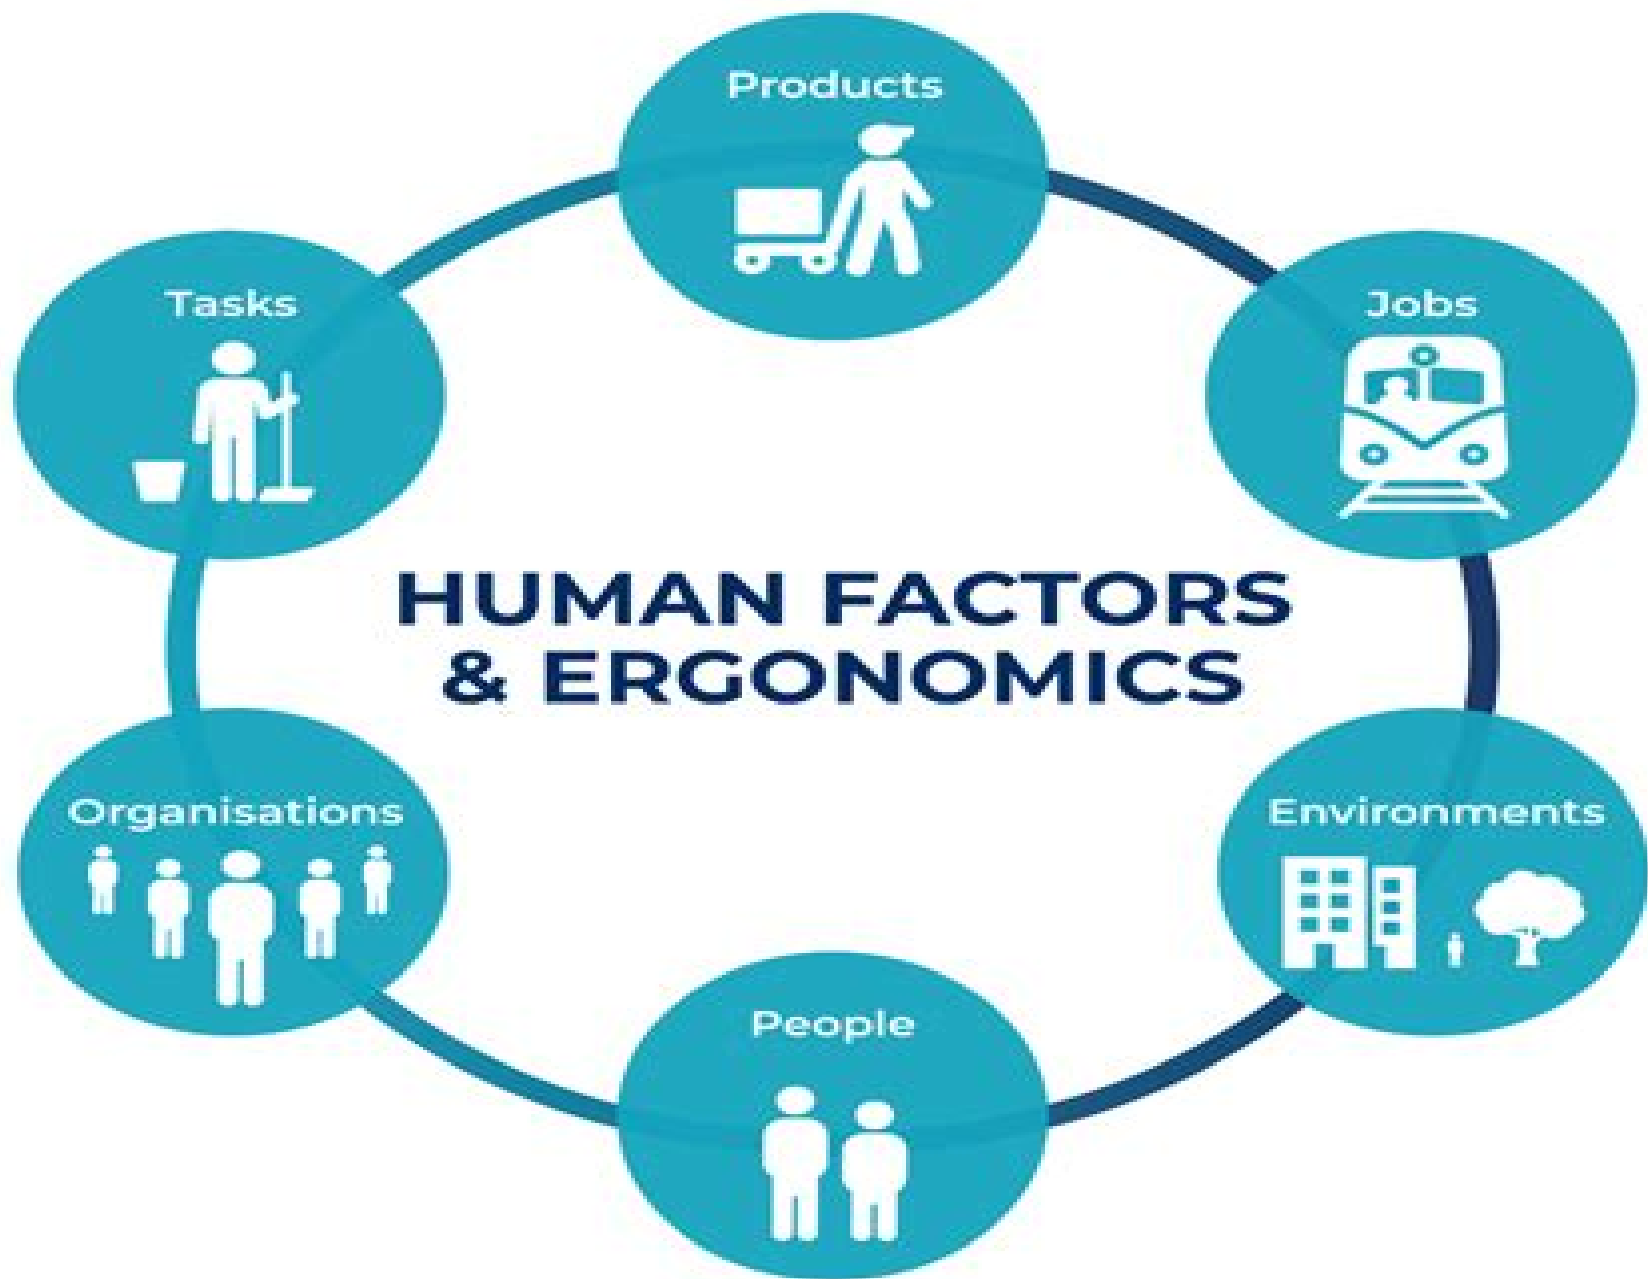 Products
Tasks
Jobs
HUMAN FACTORS
& ERGONOMICS
Organisations
Environments
People